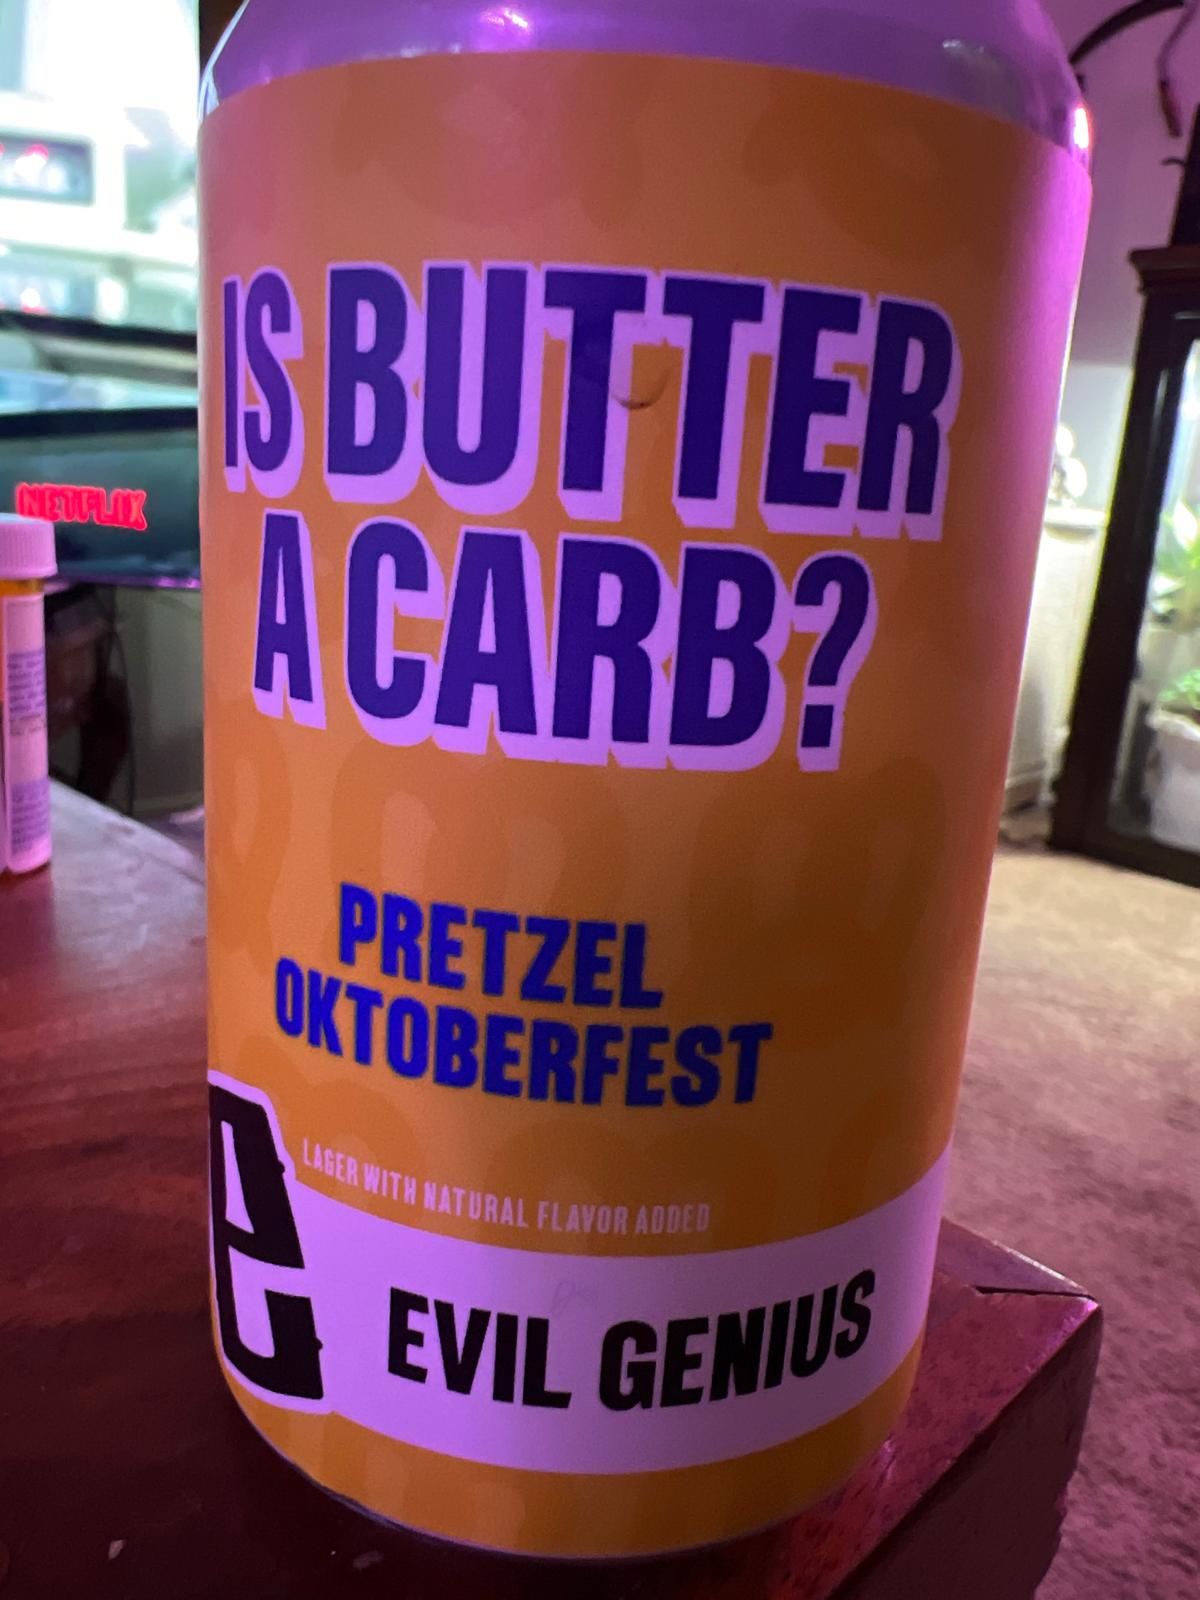 IS BUTTER
A CARB?
PRETZEL
OKTOBERFEST
LAGER WITH NATURAL FLAVOR ADDED
e
EVIL GENIUS
NETFLIX